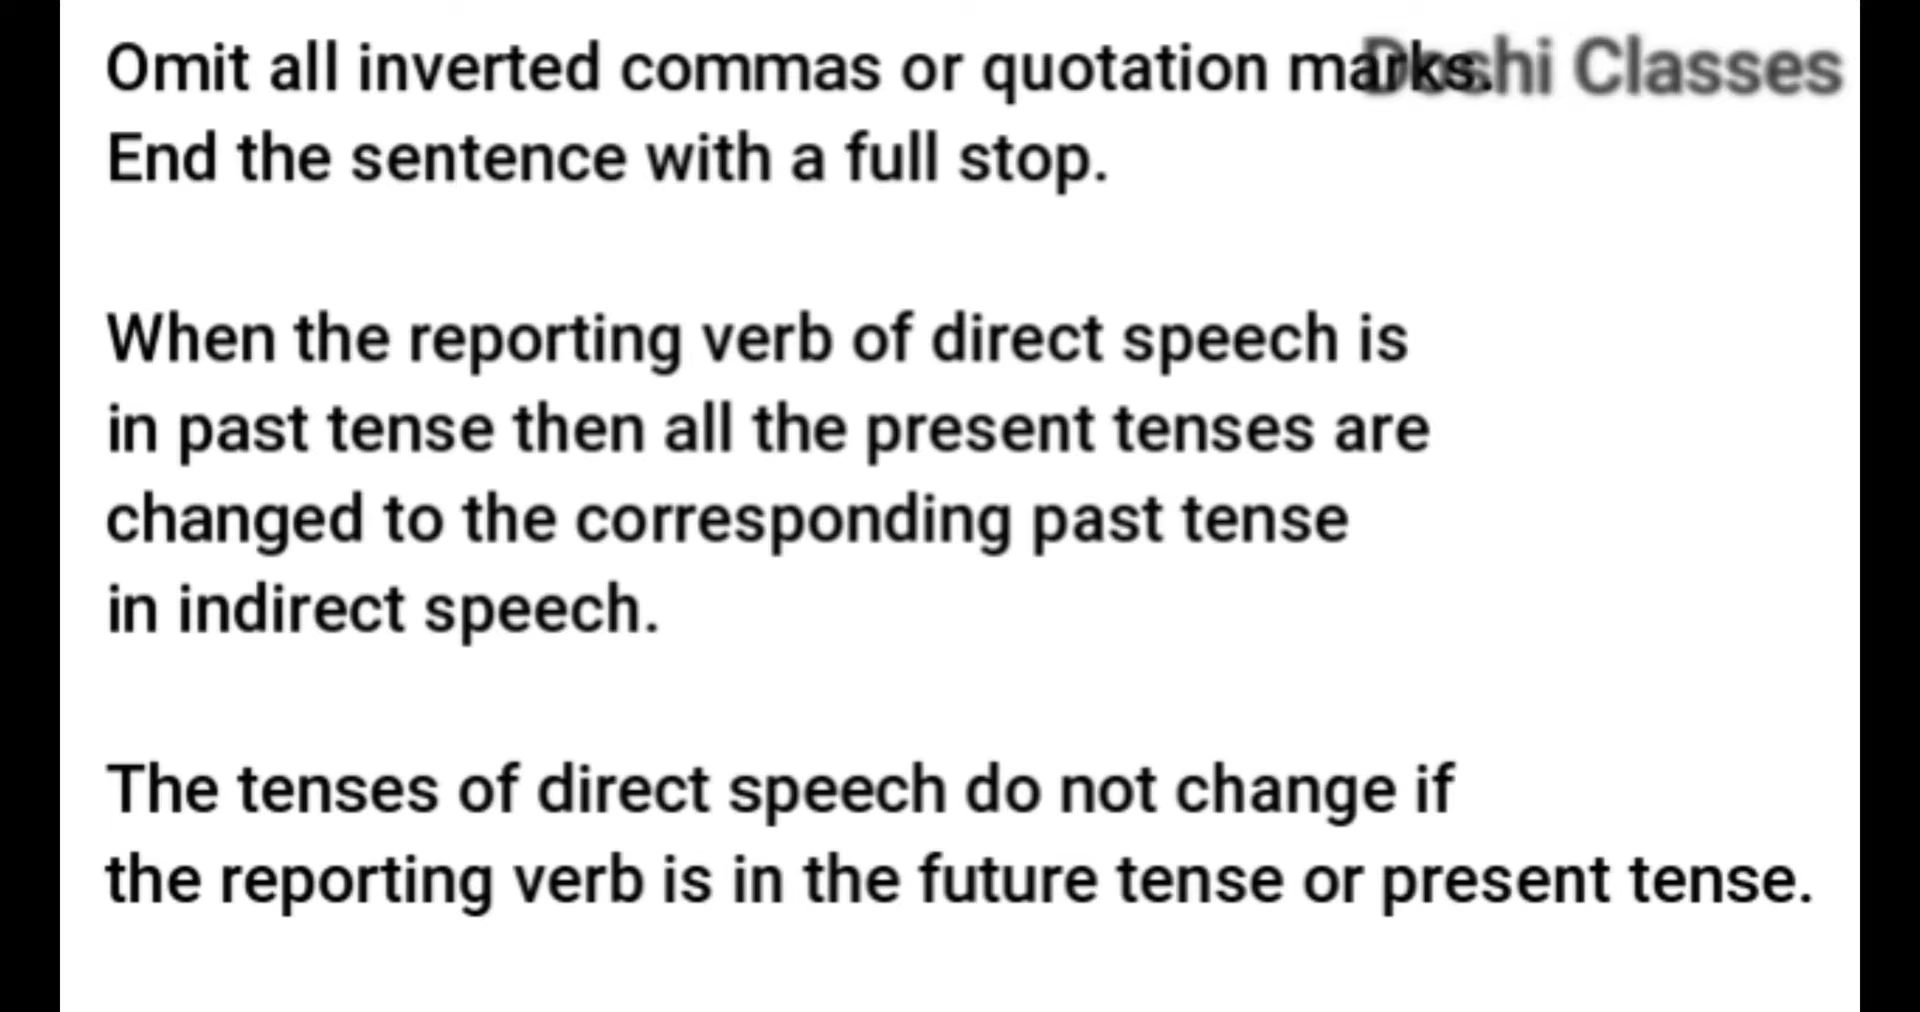 Omit all inverted commas or quotation marks.
Doshi Classes
End the sentence with a full stop.
When the reporting verb of direct speech is
in past tense then all the present tenses are
changed to the corresponding past tense
in indirect speech.
The tenses of direct speech do not change if
the reporting verb is in the future tense or present tense.